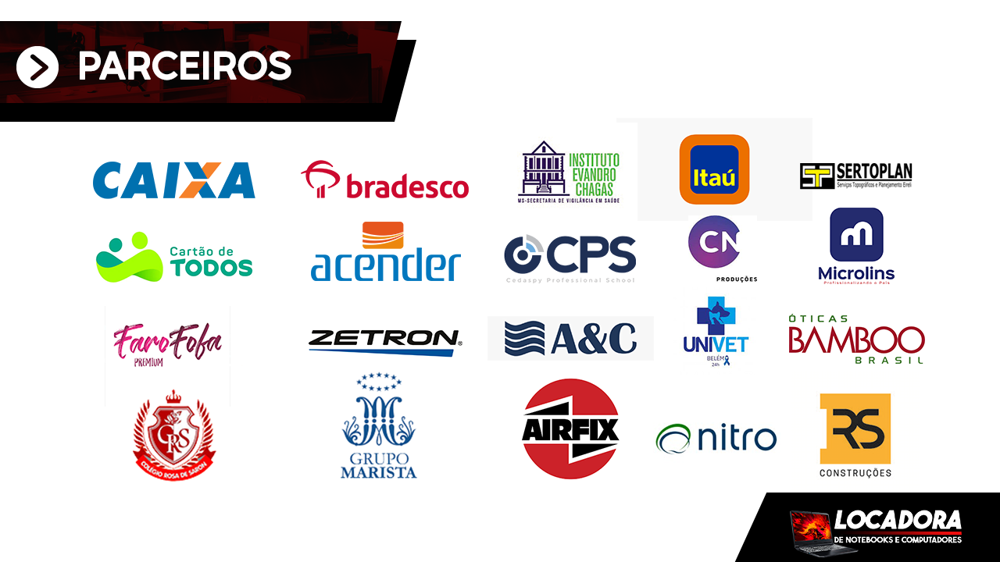 PARCEIROS
CAIXA
bradesco
INSTITUTO
EVANDRO
CHAGAS
MS-SECRETARIA DE VIGILÂNCIA EM SAÚDE
Itaú
ST
SERTOPLAN
Serviços Topográficos e Planejamento Eireli
Cartão de
TODOS
acender
CPS
Cedaspy Professional School
CN
PRODUÇÕES
m
Microlins
Profissionalizando o País
FaroFofa
PREMIUM
ZETRON®
A&C
UNIVET
BELÉM
24h
ÓTICAS
BAMBOO
BRASIL
CRS
COLÉGIO ROSA DE SARON
GRUPO
MARISTA
AIRFIX
nitro
RS
CONSTRUÇÕES
LOCADORA
DE NOTEBOOKS E COMPUTADORES